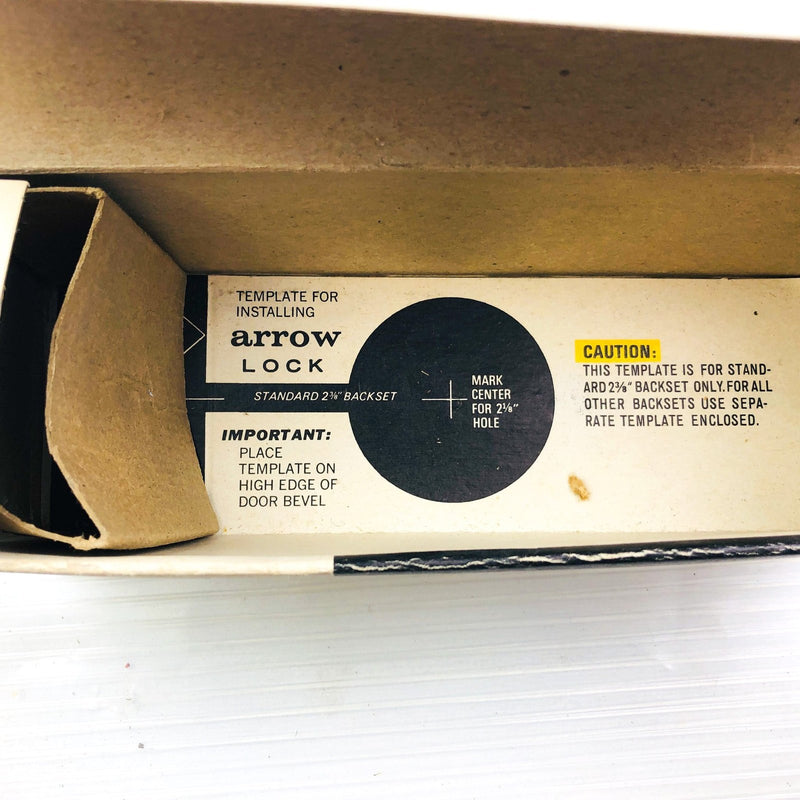 TEMPLATE FOR
INSTALLING
arrow
LOCK
STANDARD 2⅜" BACKSET
MARK
CENTER
FOR 2⅛"
HOLE
IMPORTANT:
PLACE
TEMPLATE ON
HIGH EDGE OF
DOOR BEVEL
CAUTION:
THIS TEMPLATE IS FOR STAND-
ARD 2⅜" BACKSET ONLY. FOR ALL
OTHER BACKSETS USE SEPA-
RATE TEMPLATE ENCLOSED.